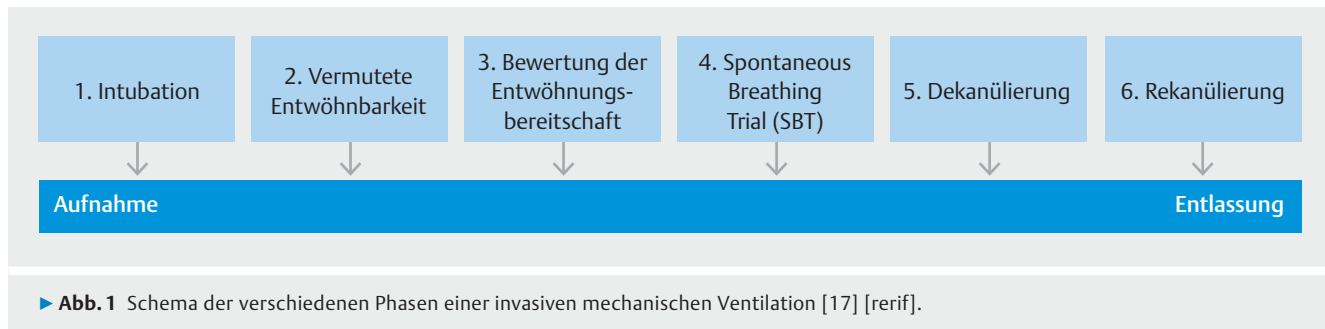 1. Intubation
2. Vermutete
Entwöhnbarkeit
3. Bewertung der
Entwöhnungs-
bereitschaft
4. Spontaneous
Breathing
Trial (SBT)
5. Dekanülierung
6. Rekanülierung
Aufnahme
Entlassung
▶ Abb. 1 Schema der verschiedenen Phasen einer invasiven mechanischen Ventilation [17] [rerif].